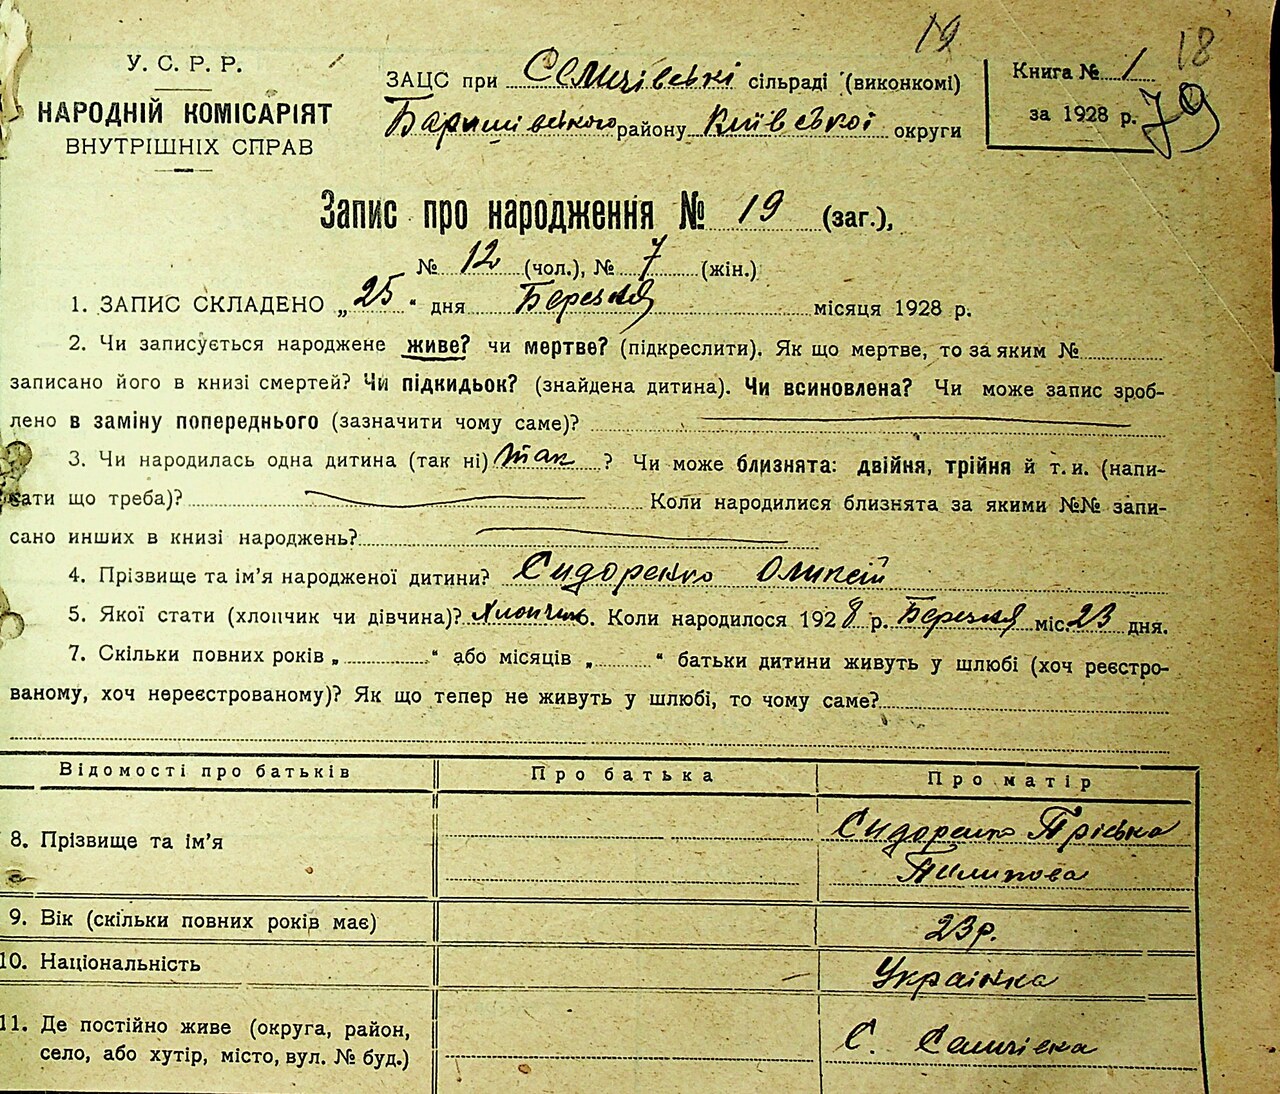 19
18
У. С. Р. Р.
НАРОДНІЙ КОМІСАРІЯТ
ВНУТРІШНІХ СПРАВ
ЗАЦС при Семичівські сільраді (виконкомі)
Баришівського району Київської округи
Книга № 1
за 1928 р.
79
Запис про народження № 19 (заг.),
№ 12 (чол.), № 7 (жін.)
1. ЗАПИС СКЛАДЕНО „25“ дня Березля місяця 1928 р.
2. Чи записується народжене живе? чи мертве? (підкреслити). Як що мертве, то за яким №
записано його в книзі смертей? Чи підкидьок? (знайдена дитина). Чи всиновлена? Чи може запис зроб-
лено в заміну попереднього (зазначити чому саме)?
3. Чи народилась одна дитина (так ні) так ? Чи може близнята: двійня, трійня й т. и. (напи-
сати що треба)? Коли народилися близнята за якими №№ запи-
сано инших в книзі народжень?
4. Прізвище та ім’я народженої дитини? Сидоренко Олипсій
5. Якої стати (хлопчик чи дівчина)? Хлопчик 6. Коли народилося 1928 р. Березля міс. 23 дня.
7. Скільки повних років „ “ або місяців „ “ батьки дитини живуть у шлюбі (хоч реєстро-
ваному, хоч нереєстрованому)? Як що тепер не живуть у шлюбі, то чому саме?
Відомості про батьків Про батька Про матір
8. Прізвище та ім’я Сидоренко Пріська
Пилипова
9. Вік (скільки повних років має) 23 р.
10. Національність Українка
11. Де постійно живе (округа, район, С.
село, або хутір, місто, вул. № буд.)